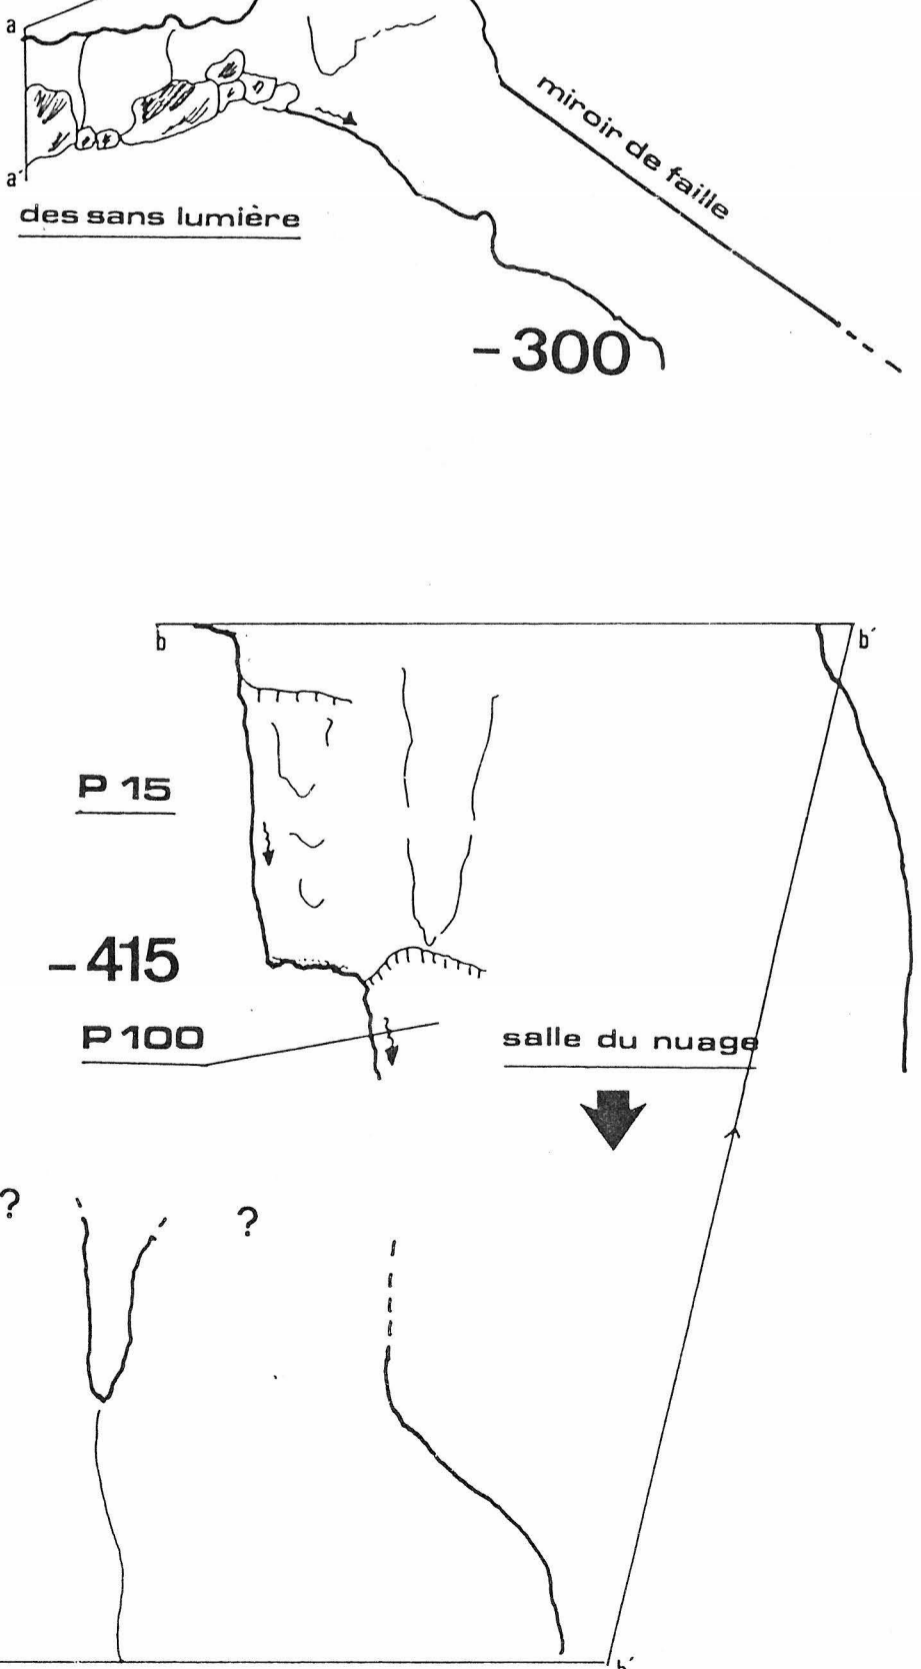 a
miroir de faille
a'
des sans lumière
-300
b
b'
P 15
-415
P 100
salle du nuage
?
?
b'